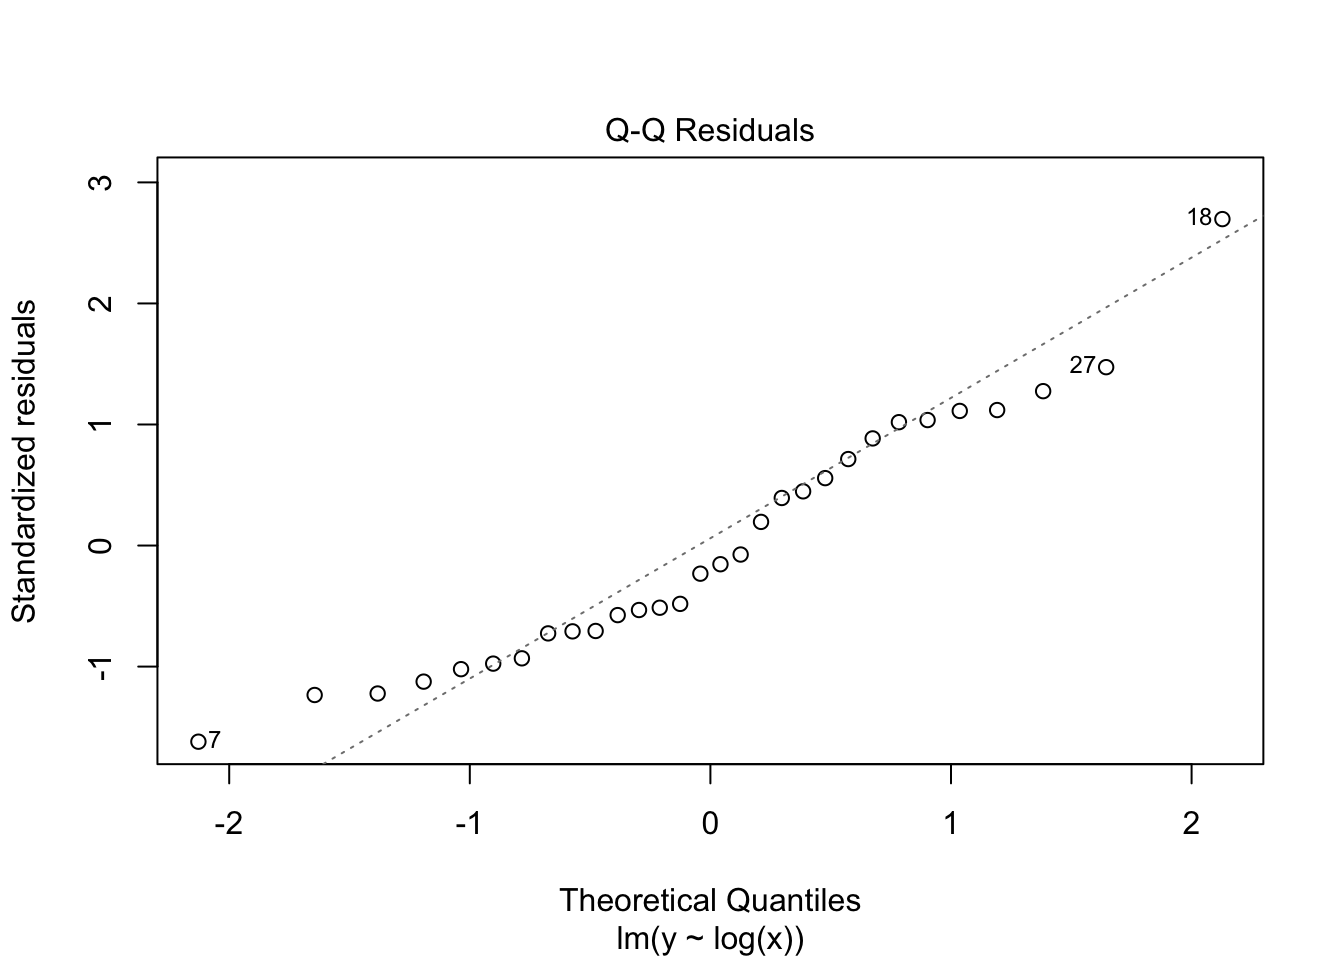 Q-Q Residuals
3
18
2
27
1
0
-1
7
Standardized residuals
-2 -1 0 1 2
Theoretical Quantiles
lm(y ~ log(x))